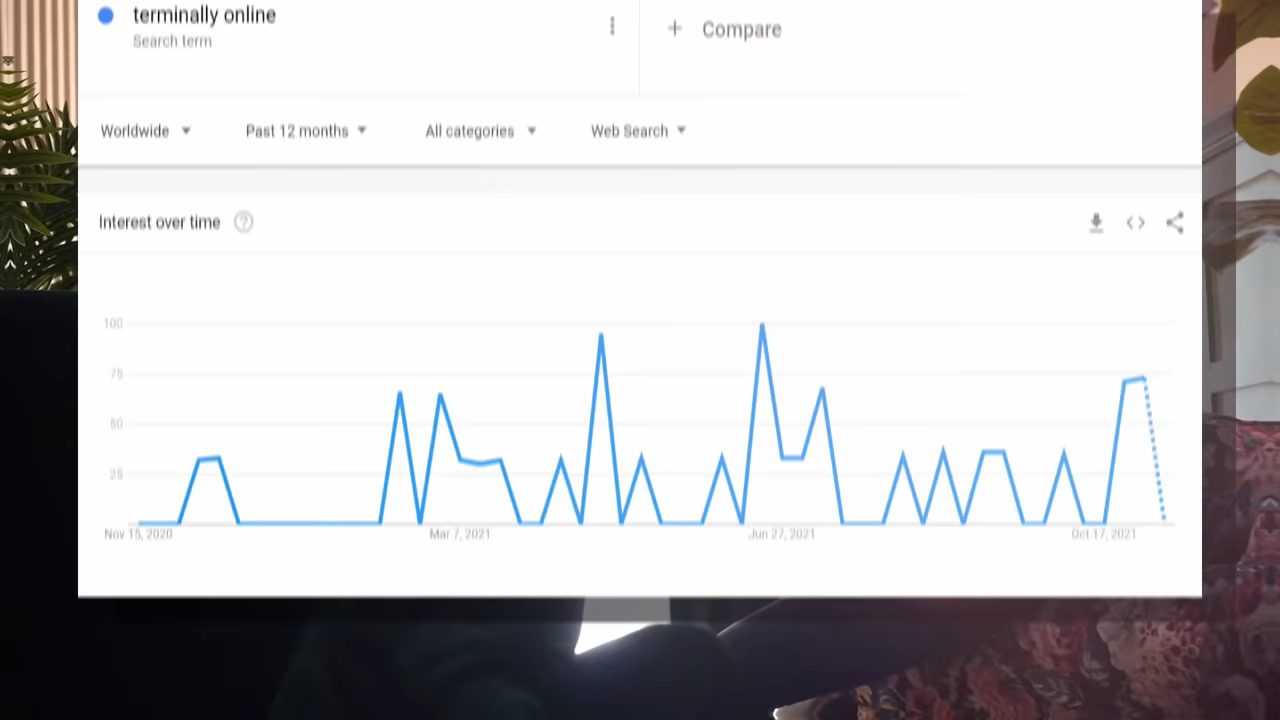 terminally online
Search term
+ Compare
Worldwide
Past 12 months
All categories
Web Search
Interest over time
100
75
50
25
Nov 15, 2020
Mar 7, 2021
Jun 27, 2021
Oct 17, 2021